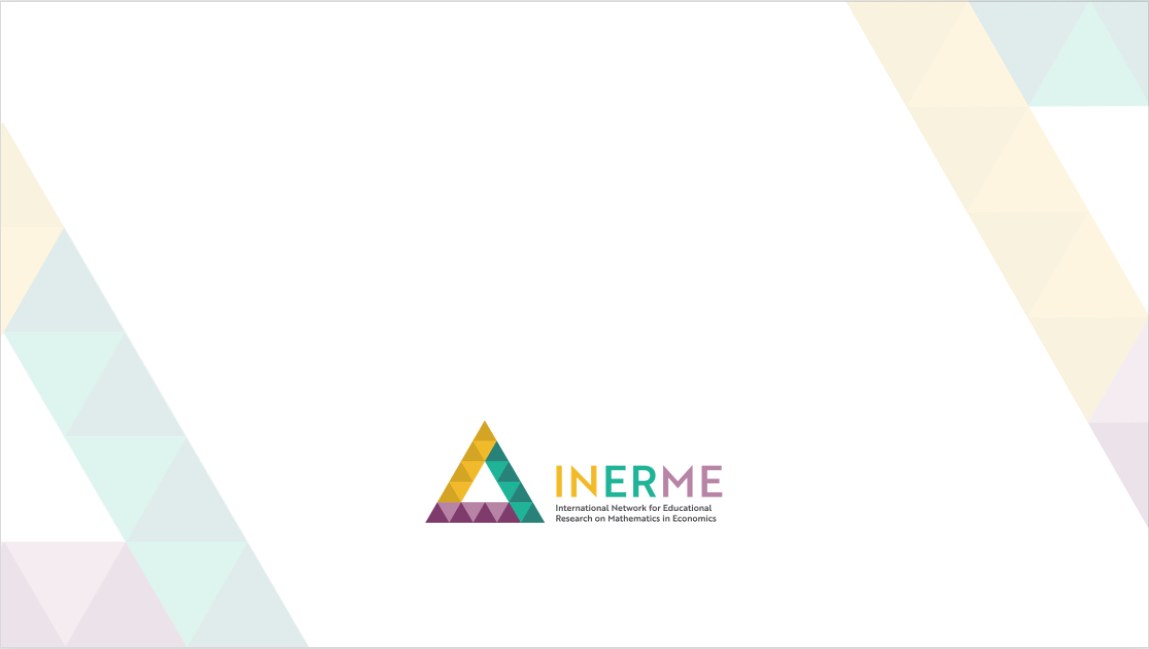 INERME
International Network for Educational
Research on Mathematics in Economics